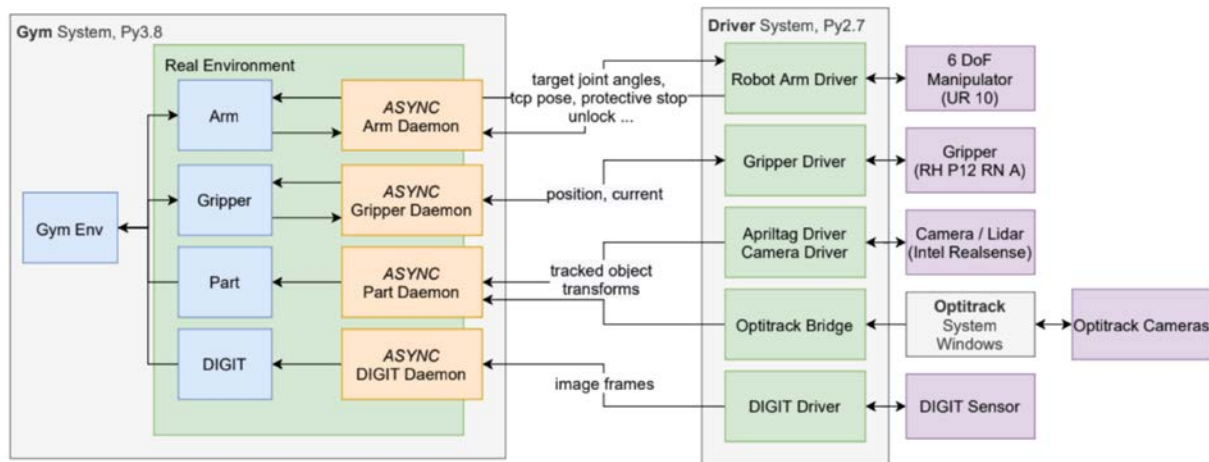 Gym System, Py3.8
Real Environment
Gym Env
Arm
ASYNC
Arm Daemon
Gripper
ASYNC
Gripper Daemon
Part
ASYNC
Part Daemon
DIGIT
ASYNC
DIGIT Daemon
target joint angles,
tcp pose, protective stop
unlock ...
position, current
tracked object
transforms
image frames
Driver System, Py2.7
Robot Arm Driver
Gripper Driver
Apriltag Driver
Camera Driver
Optitrack Bridge
DIGIT Driver
6 DoF
Manipulator
(UR 10)
Gripper
(RH P12 RN A)
Camera / Lidar
(Intel Realsense)
Optitrack
System
Windows
Optitrack Cameras
DIGIT Sensor